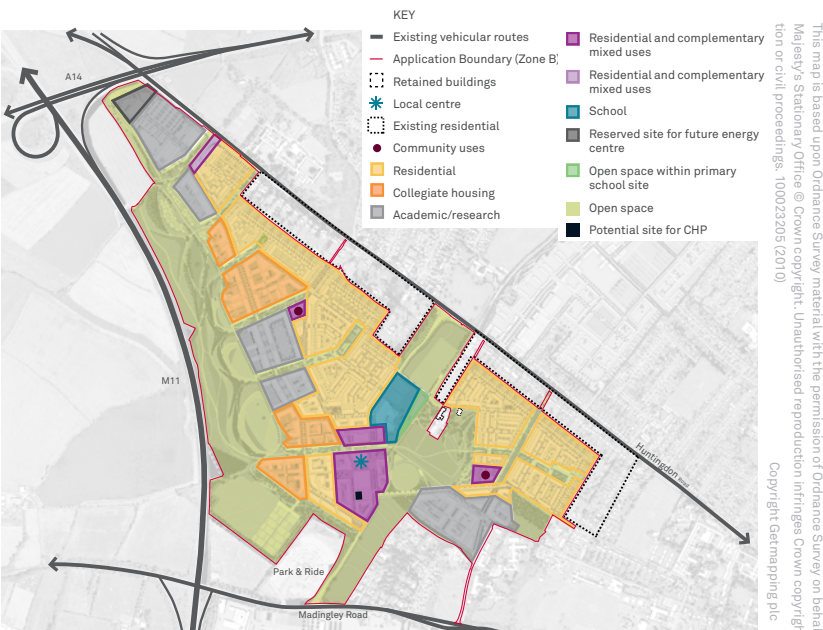 KEY
Existing vehicular routes
Application Boundary (Zone B)
Retained buildings
Local centre
Existing residential
Community uses
Residential
Collegiate housing
Academic/research
Residential and complementary
mixed uses
Residential and complementary
mixed uses
School
Reserved site for future energy
centre
Open space within primary
school site
Open space
Potential site for CHP
A14
M11
Huntingdon Road
Park & Ride
Madingley Road
This map is based upon Ordnance Survey material with the permission of Ordnance Survey on behal
Majesty's Stationary Office © Crown copyright. Unauthorised reproduction infringes Crown copyrigh
tion or civil proceedings. 100023205 (2010)
Copyright Getmapping plc